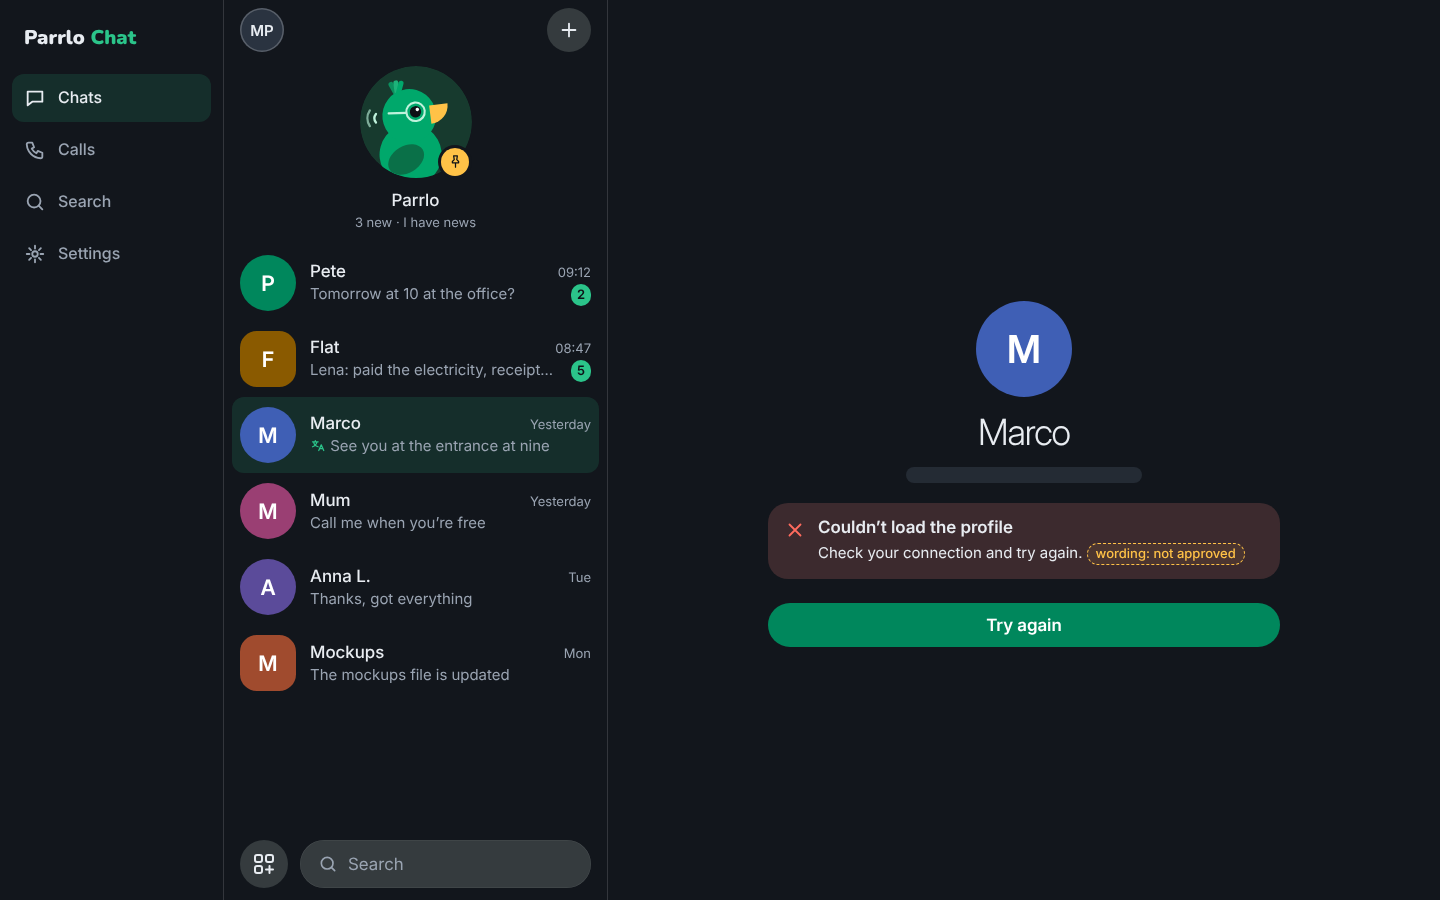 Parrlo Chat
Chats
Calls
Search
Settings
MP
Parrlo
3 new · I have news
P
Pete
09:12
Tomorrow at 10 at the office?
2
F
Flat
08:47
Lena: paid the electricity, receipt...
5
M
Marco
Yesterday
See you at the entrance at nine
M
Mum
Yesterday
Call me when you’re free
A
Anna L.
Tue
Thanks, got everything
M
Mockups
Mon
The mockups file is updated
Search
M
Marco
Couldn’t load the profile
Check your connection and try again. wording: not approved
Try again